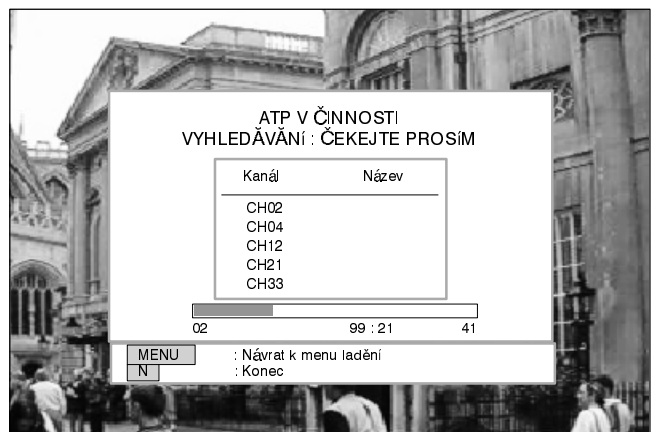 ATP V ČINNOSTI
VYHLEDĂVĂNÍ : ČEKEJTE PROSÍM
Kanál Název
CH02
CH04
CH12
CH21
CH33
02 99 : 21 41
MENU : Návrat k menu ladění
N : Konec